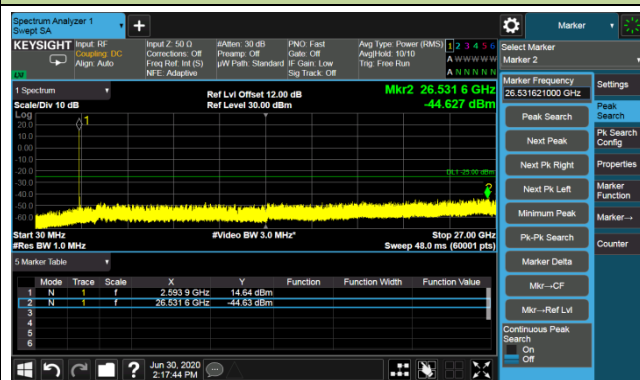 Spectrum Analyzer 1
Swept SA
+
Marker
KEYSIGHT
Input: RF
Coupling: DC
Align: Auto
Input Z: 50 Ω
Corrections: Off
Freq Ref: Int (S)
NFE: Adaptive
#Atten: 30 dB
Preamp: Off
µW Path: Standard
PNO: Fast
Gate: Off
IF Gain: Low
Sig Track: Off
Avg Type: Power (RMS)
Avg|Hold: 10/10
Trig: Free Run
1 2 3 4 5 6
A W W W W W
A N N N N N
Select Marker
Marker 2
1 Spectrum
Scale/Div 10 dB
Log
Ref Lvl Offset 12.00 dB
Ref Level 30.00 dBm
Mkr2 26.531 6 GHz
-44.627 dBm
20.0
10.0
0.00
-10.0
-20.0
-30.0
-40.0
-50.0
-60.0
1
2
DL1 -25.00 dBm
Start 30 MHz
#Res BW 1.0 MHz
#Video BW 3.0 MHz*
Stop 27.00 GHz
Sweep 48.0 ms (60001 pts)
5 Marker Table
Mode Trace Scale X Y Function Function Width Function Value
1 N 1 f 2.593 9 GHz 14.64 dBm
2 N 1 f 26.531 6 GHz -44.63 dBm
3
4
5
6
Marker Frequency
26.531621000 GHz
Peak Search
Next Peak
Next Pk Right
Next Pk Left
Minimum Peak
Pk-Pk Search
Marker Delta
Mkr→CF
Mkr→Ref Lvl
Continuous Peak
Search
On
Off
Settings
Peak
Search
Pk Search
Config
Properties
Marker
Function
Marker→
Counter
?
Jun 30, 2020
2:17:44 PM